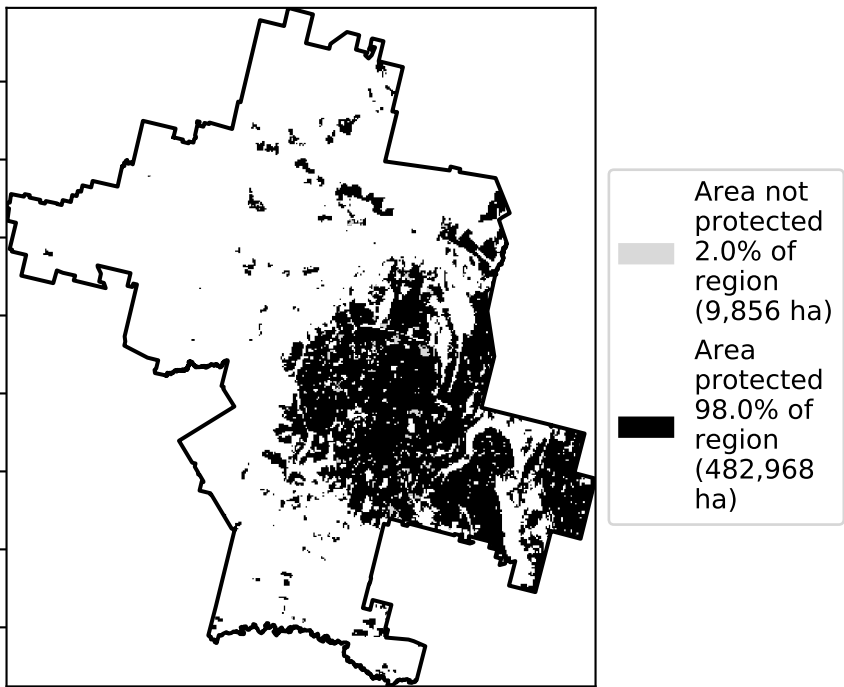 Area not
protected
2.0% of
region
(9,856 ha)
Area
protected
98.0% of
region
(482,968
ha)